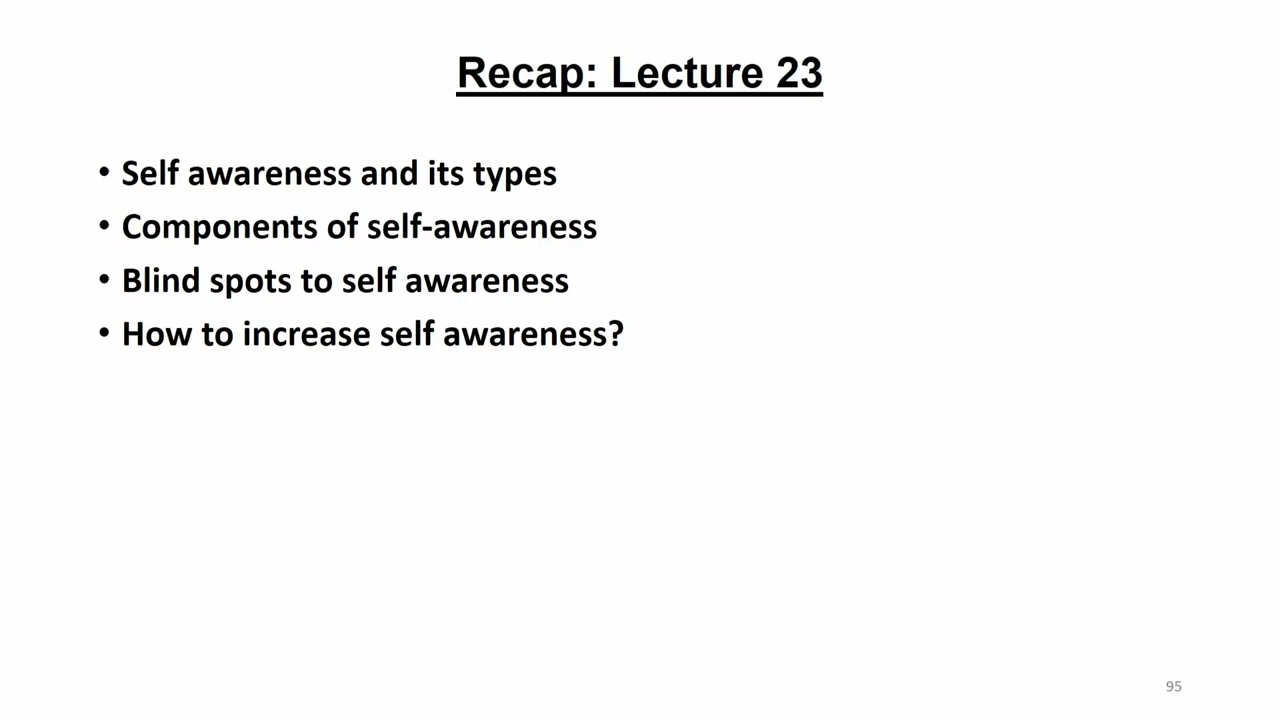 Recap: Lecture 23
• Self awareness and its types
• Components of self-awareness
• Blind spots to self awareness
• How to increase self awareness?
95